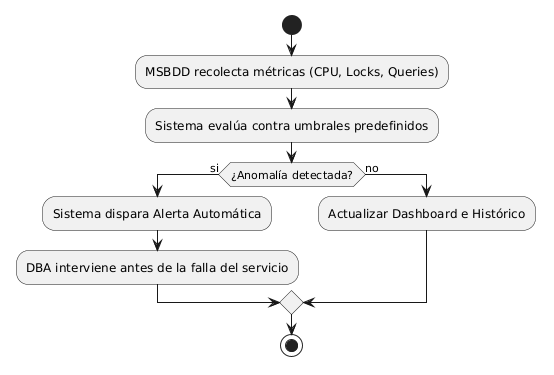 MSBDD recolecta métricas (CPU, Locks, Queries)
Sistema evalúa contra umbrales predefinidos
si
¿Anomalía detectada?
no
Sistema dispara Alerta Automática
Actualizar Dashboard e Histórico
DBA interviene antes de la falla del servicio